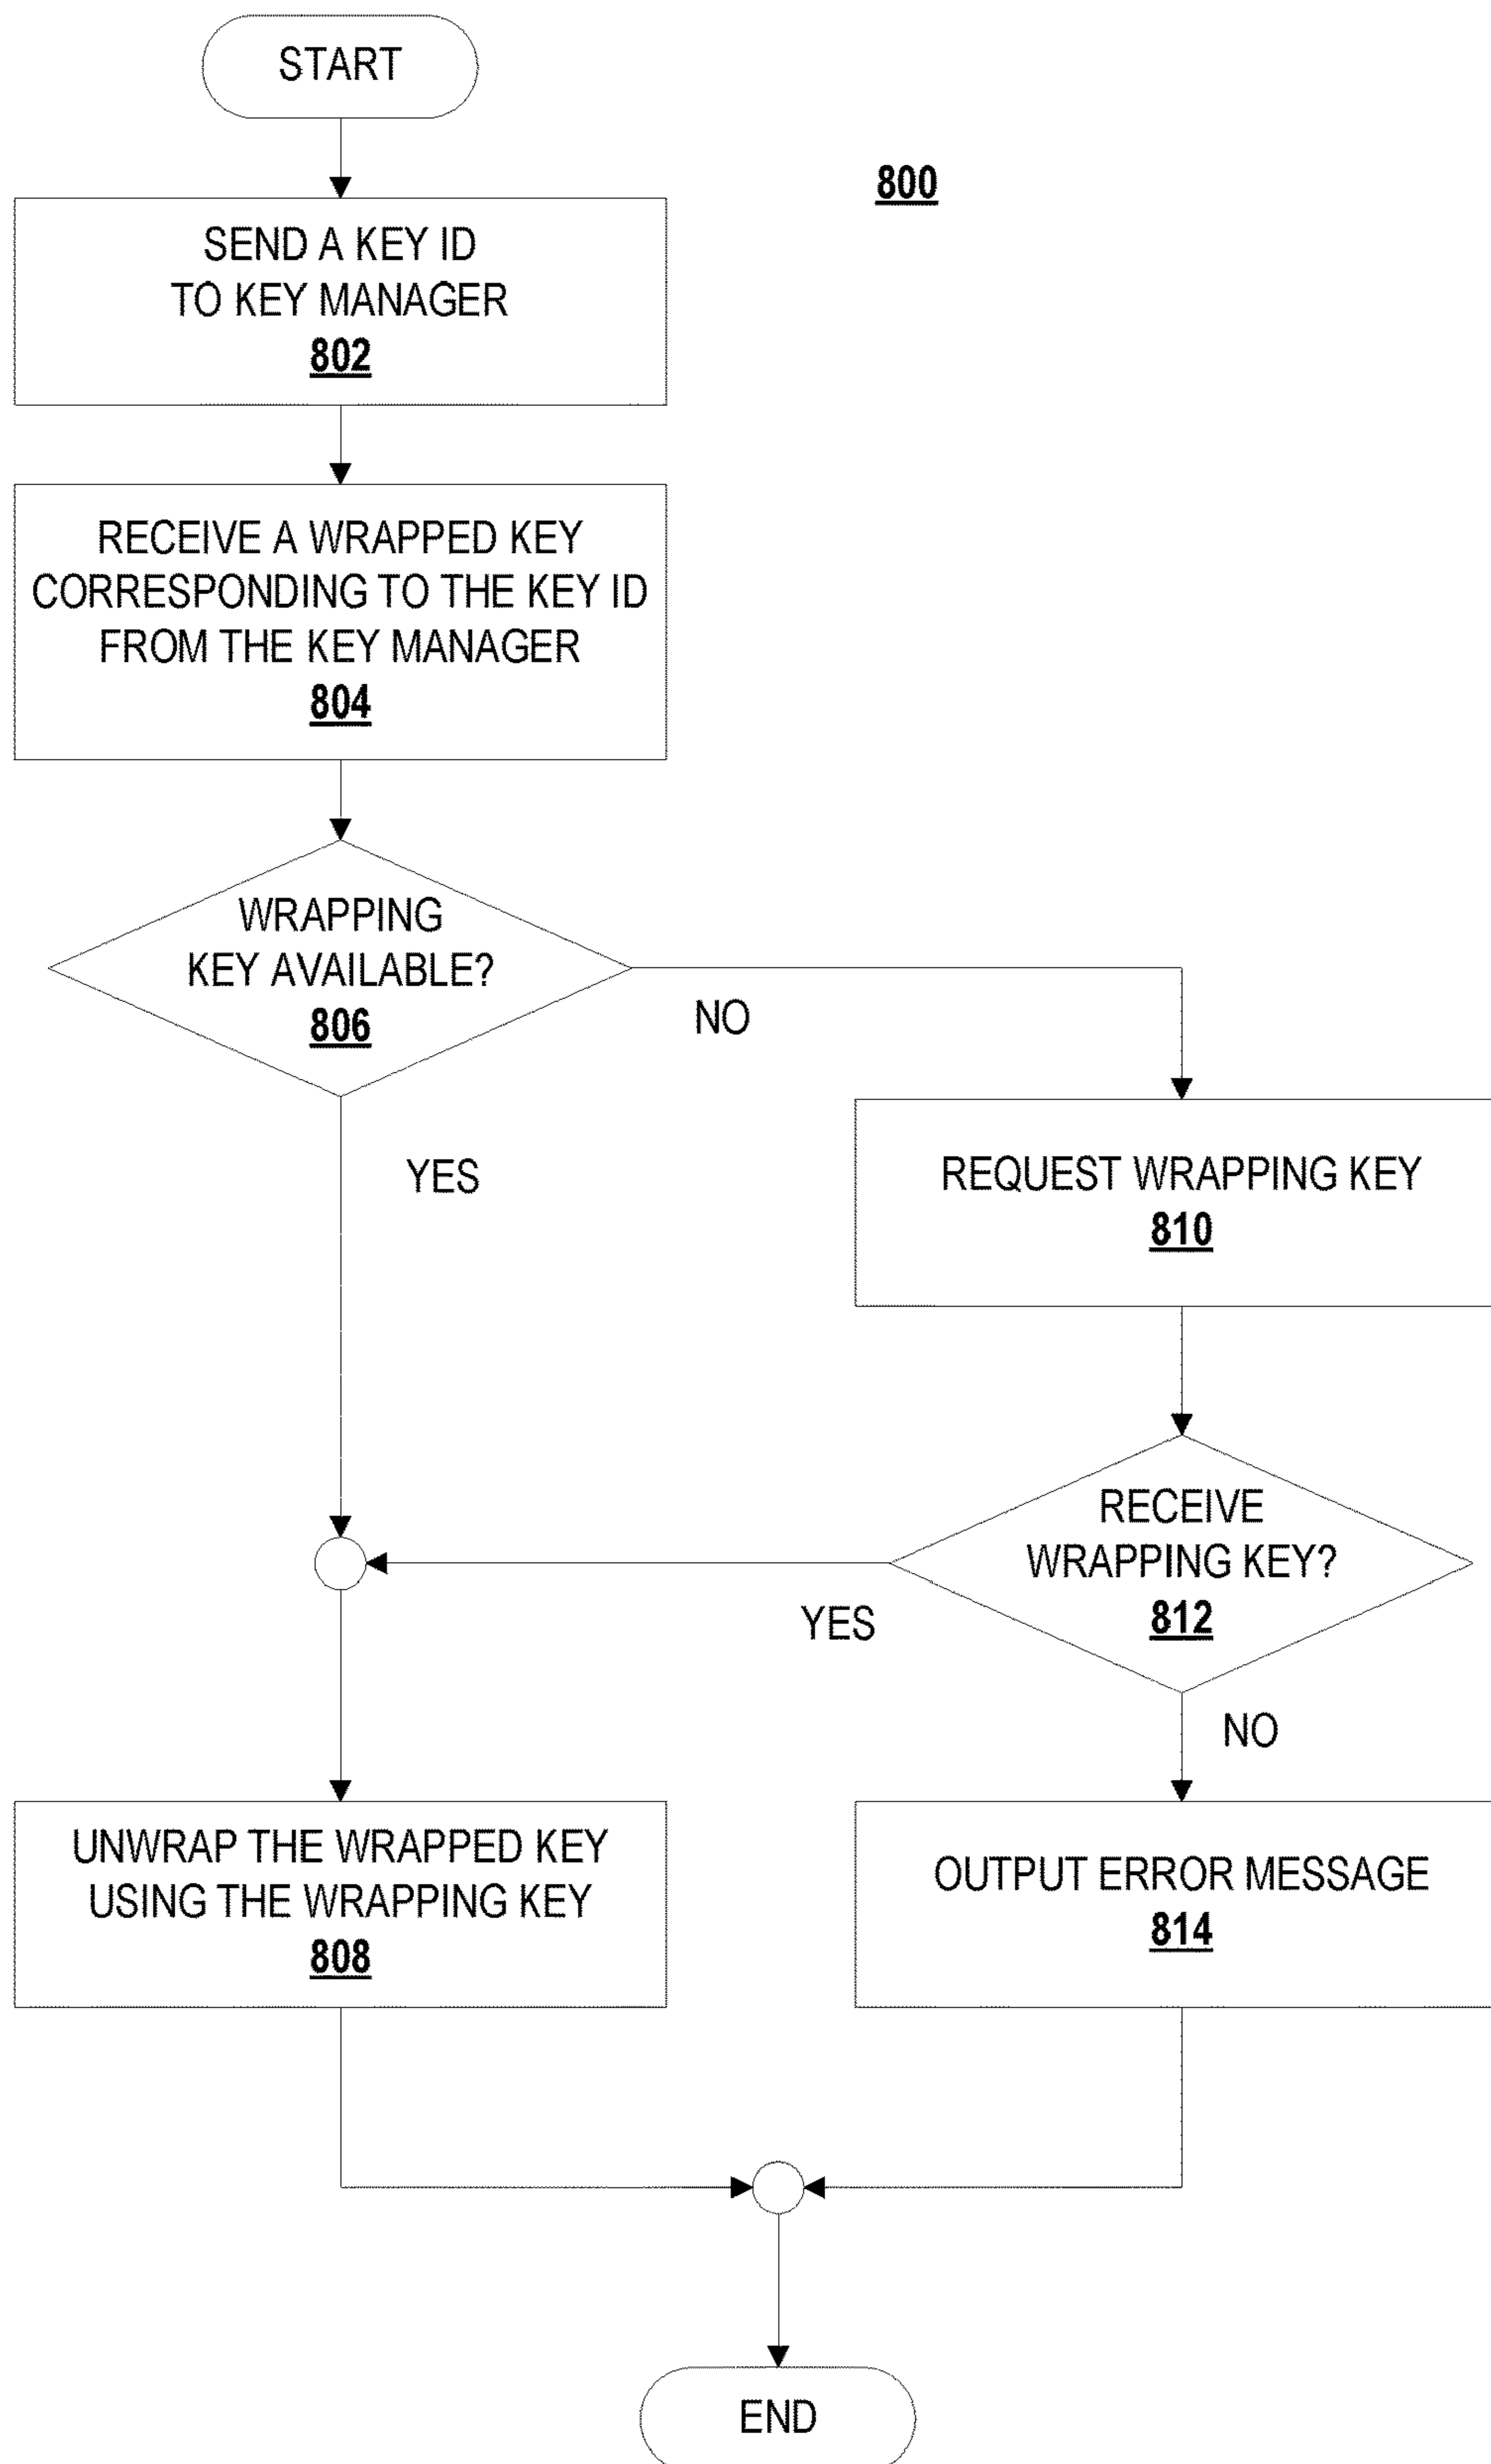 START
800
SEND A KEY ID
TO KEY MANAGER
802
RECEIVE A WRAPPED KEY
CORRESPONDING TO THE KEY ID
FROM THE KEY MANAGER
804
WRAPPING
KEY AVAILABLE?
806
NO
YES
REQUEST WRAPPING KEY
810
RECEIVE
WRAPPING KEY?
812
YES
NO
UNWRAP THE WRAPPED KEY
USING THE WRAPPING KEY
808
OUTPUT ERROR MESSAGE
814
END